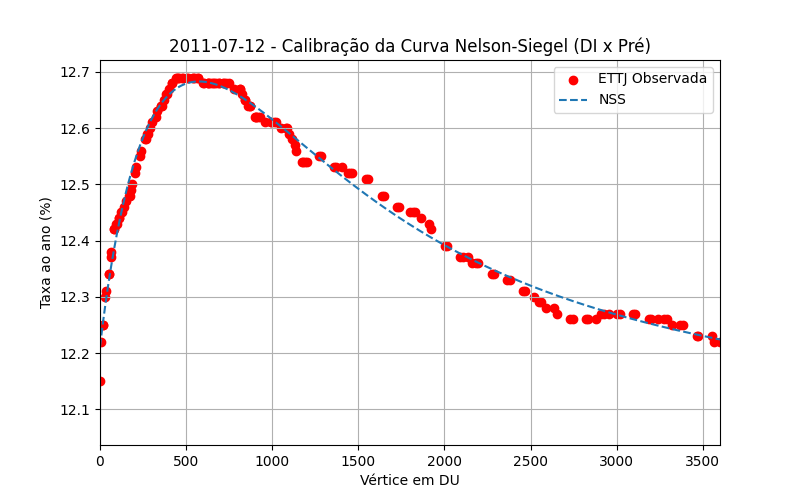 2011-07-12 - Calibração da Curva Nelson-Siegel (DI x Pré)
ETTJ Observada
NSS
Taxa ao ano (%)
12.7
12.6
12.5
12.4
12.3
12.2
12.1
0 500 1000 1500 2000 2500 3000 3500
Vértice em DU